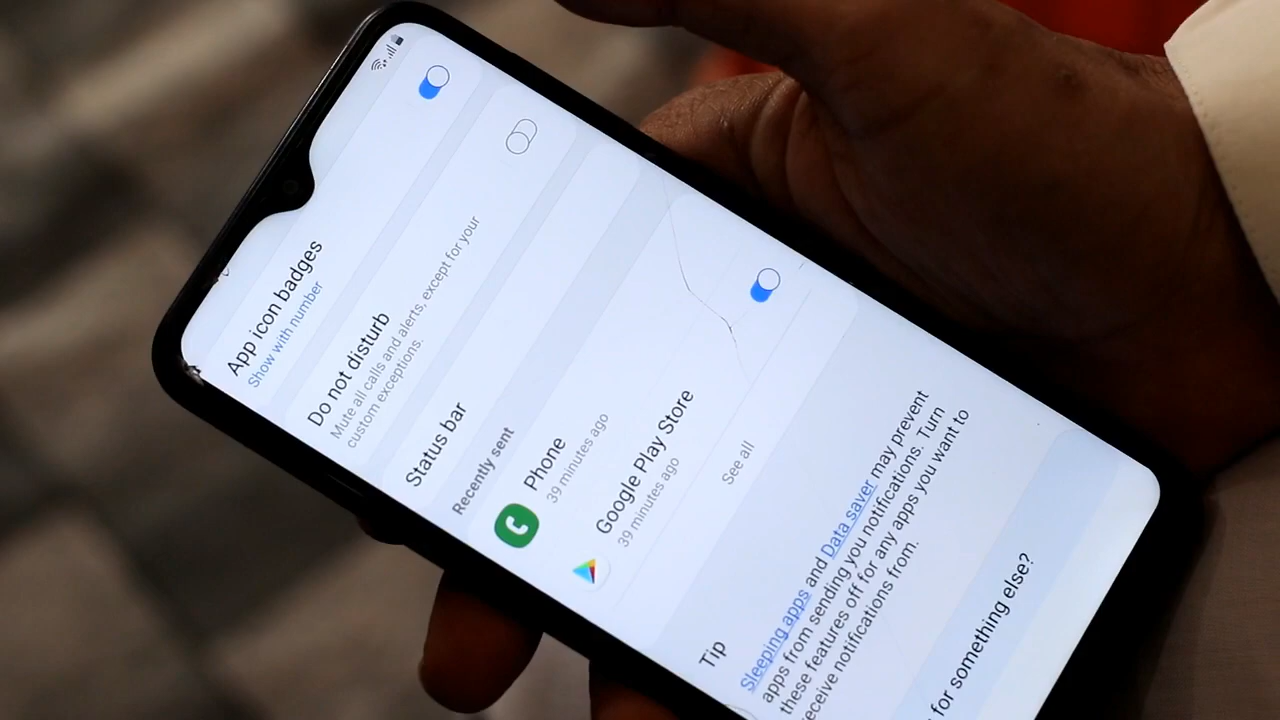 App icon badges
Show with number
Do not disturb
Mute all calls and alerts, except for your
custom exceptions.
Status bar
Recently sent
Phone
39 minutes ago
Google Play Store
39 minutes ago
See all
Tip
Sleeping apps and Data saver may prevent
apps from sending you notifications. Turn
these features off for any apps you want to
receive notifications from.
for something else?